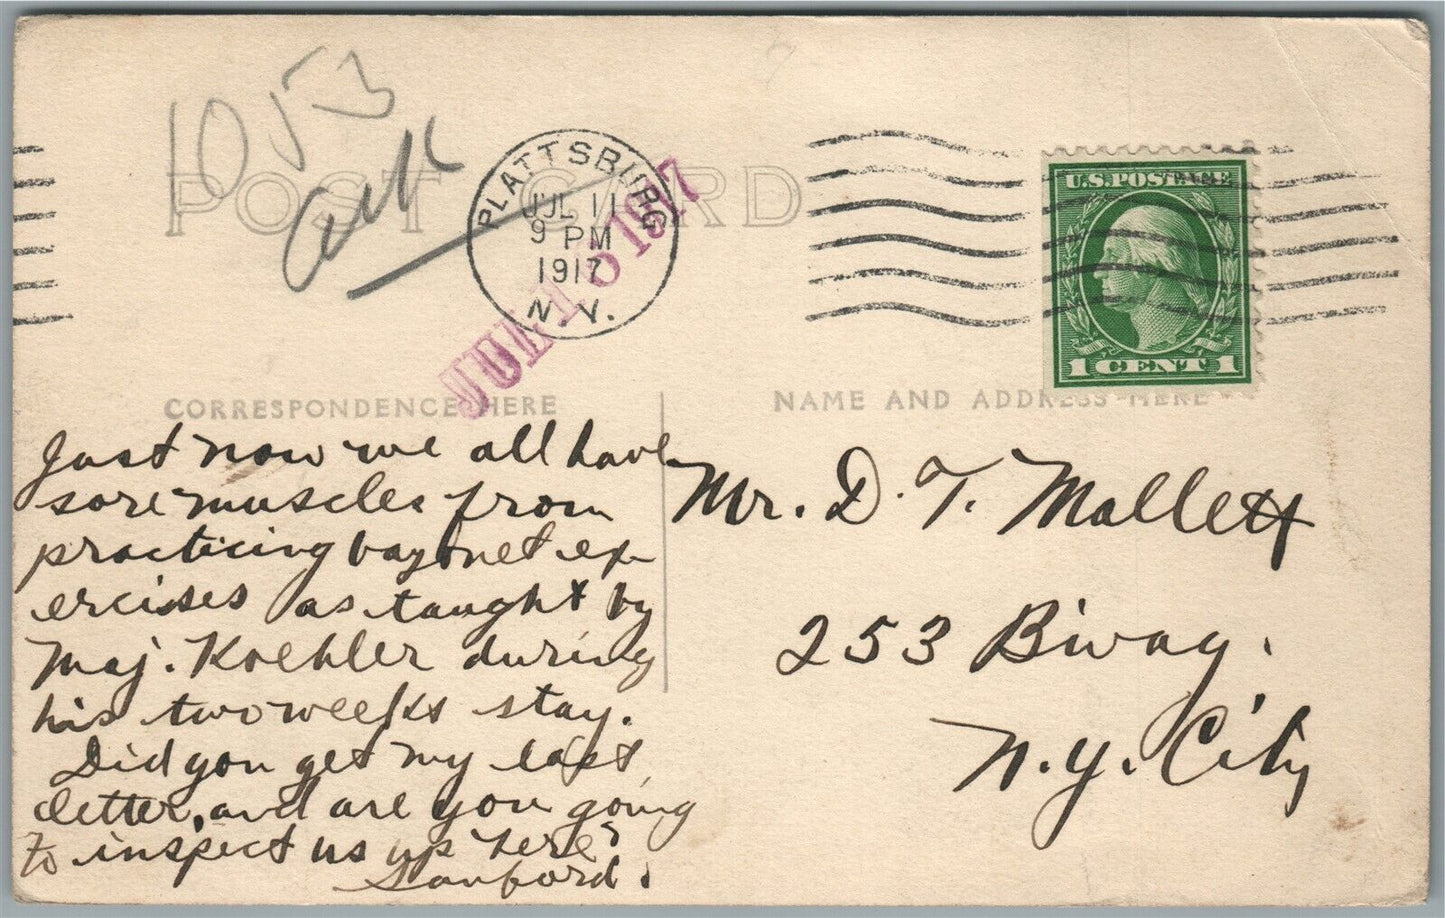 1053
POST CARD
PLATTSBURG
JUL 11
9 PM
1917
N.Y.
JUL 1 1917
U.S. POSTAGE
1 CENT 1
CORRESPONDENCE HERE
NAME AND ADDRESS HERE
Just now we all have
sore muscles from
practicing bayonet ex-
ercises as taught by
Maj. Koehler during
his two weeks stay.
Did you get my last
letter, and are you going
to inspect us up here?
Sanford.
Mr. D. T. Mallett
253 B'way.
N.Y. City